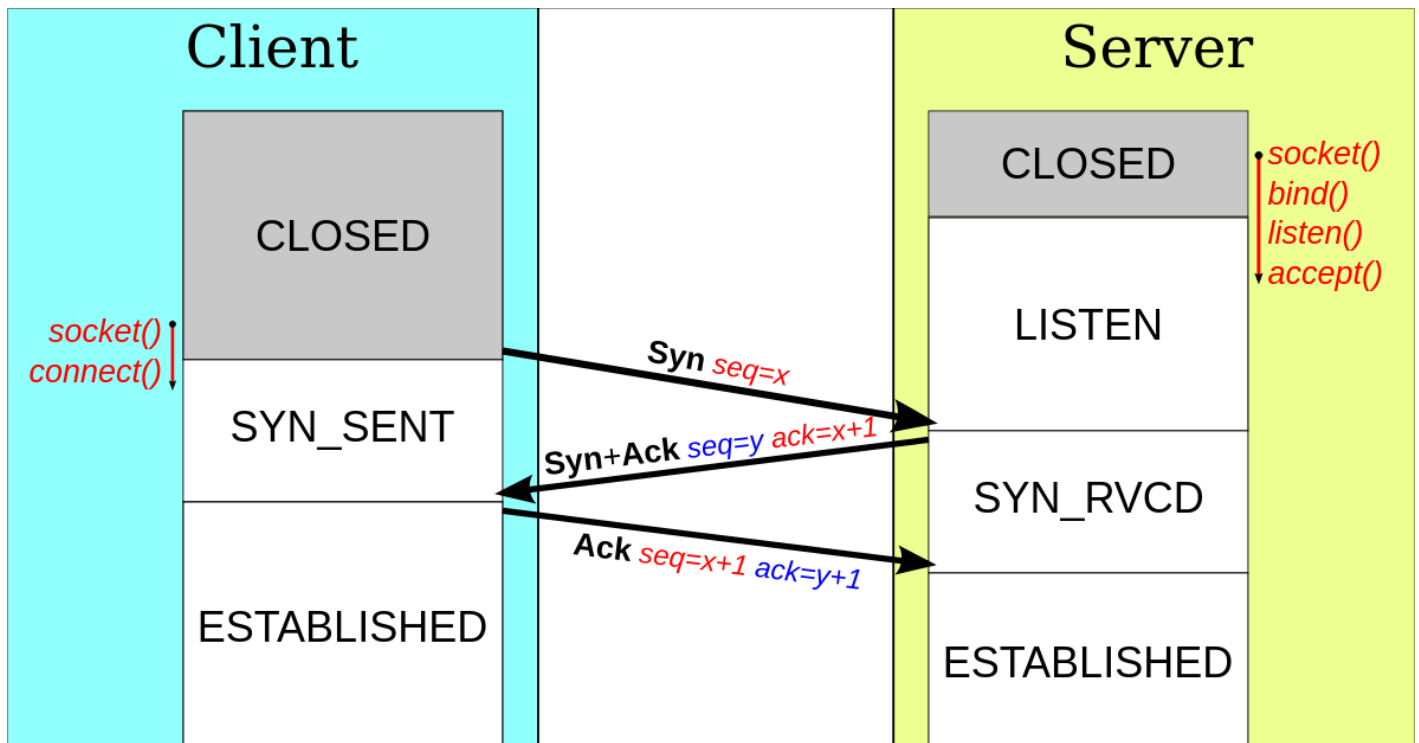 Client
Server
CLOSED
socket()
connect()
SYN_SENT
ESTABLISHED
Syn seq=x
Syn+Ack seq=y ack=x+1
Ack seq=x+1 ack=y+1
CLOSED
socket()
bind()
listen()
accept()
LISTEN
SYN_RVCD
ESTABLISHED